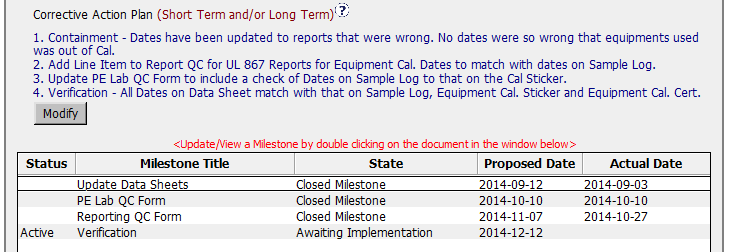 Corrective Action Plan (Short Term and/or Long Term) ?
1. Containment - Dates have been updated to reports that were wrong. No dates were so wrong that equipments used
was out of Cal.
2. Add Line Item to Report QC for UL 867 Reports for Equipment Cal. Dates to match with dates on Sample Log.
3. Update PE Lab QC Form to include a check of Dates on Sample Log to that on the Cal Sticker.
4. Verification - All Dates on Data Sheet match with that on Sample Log, Equipment Cal. Sticker and Equipment Cal. Cert.
Modify
<Update/View a Milestone by double clicking on the document in the window below>
Status Milestone Title State Proposed Date Actual Date
Update Data Sheets Closed Milestone 2014-09-12 2014-09-03
PE Lab QC Form Closed Milestone 2014-10-10 2014-10-10
Reporting QC Form Closed Milestone 2014-11-07 2014-10-27
Active Verification Awaiting Implementation 2014-12-12